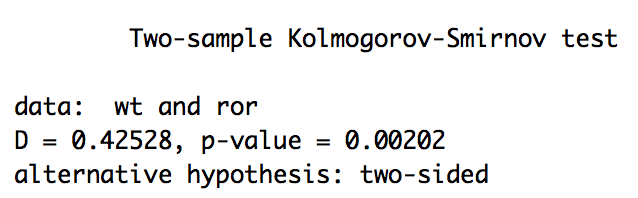 Two-sample Kolmogorov-Smirnov test
data:  wt and ror
D = 0.42528, p-value = 0.00202
alternative hypothesis: two-sided